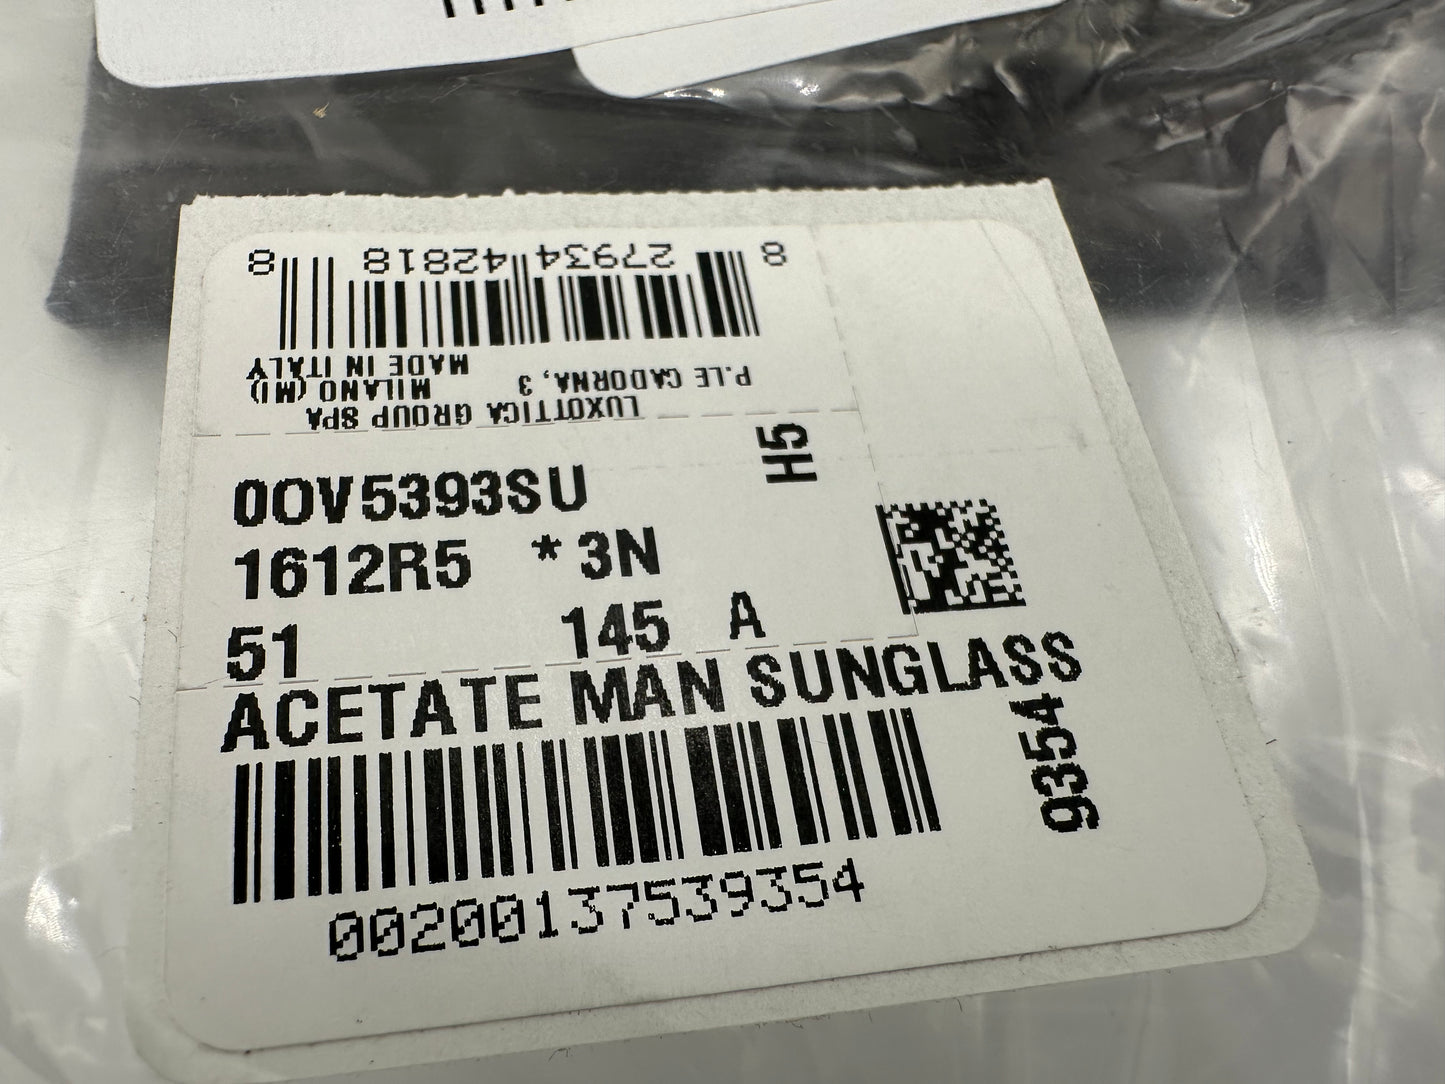 LUXOTTICA GROUP SPA
P.LE CADORNA, 3 MILANO (MI)
MADE IN ITALY
8 27934 42818 8
H5
0OV5393SU
1612R5 *3N
51 145 A
ACETATE MAN SUNGLASS
9354
00200137539354